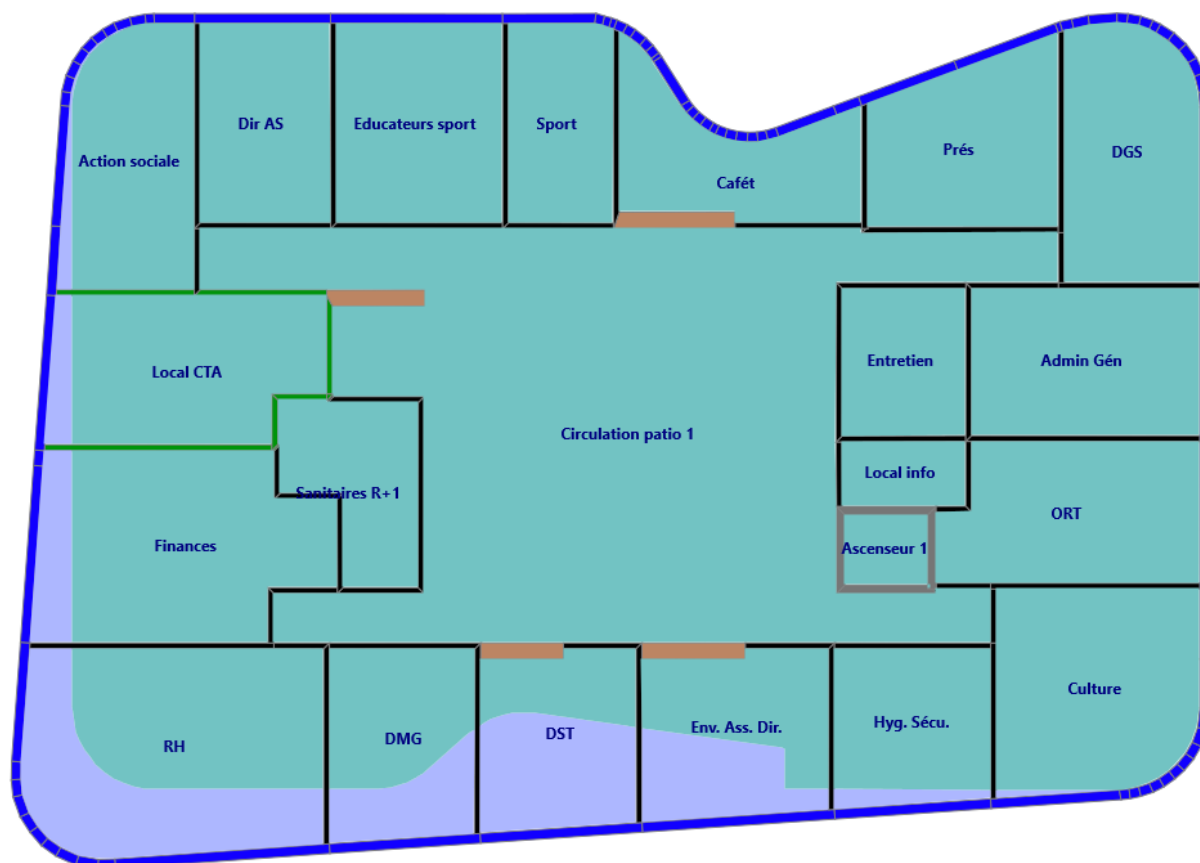 Dir AS
Educateurs sport
Sport
Prés
DGS
Action sociale
Cafét
Local CTA
Entretien
Admin Gén
Circulation patio 1
Local info
Sanitaires R+1
ORT
Finances
Ascenseur 1
Culture
RH
DMG
DST
Env. Ass. Dir.
Hyg. Sécu.